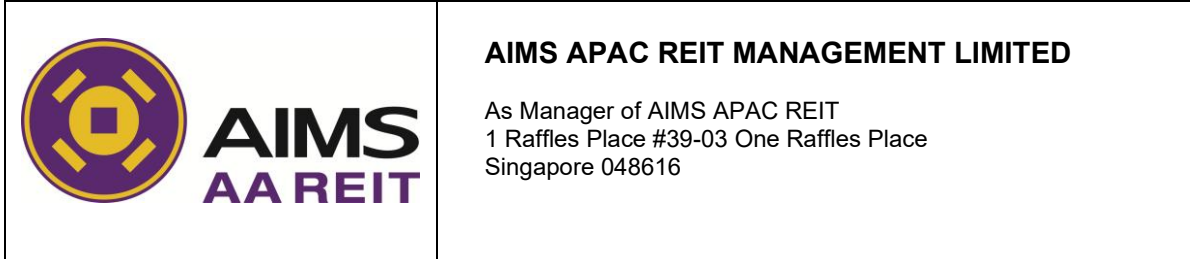 AIMS
AA REIT
AIMS APAC REIT MANAGEMENT LIMITED
As Manager of AIMS APAC REIT
1 Raffles Place #39-03 One Raffles Place
Singapore 048616